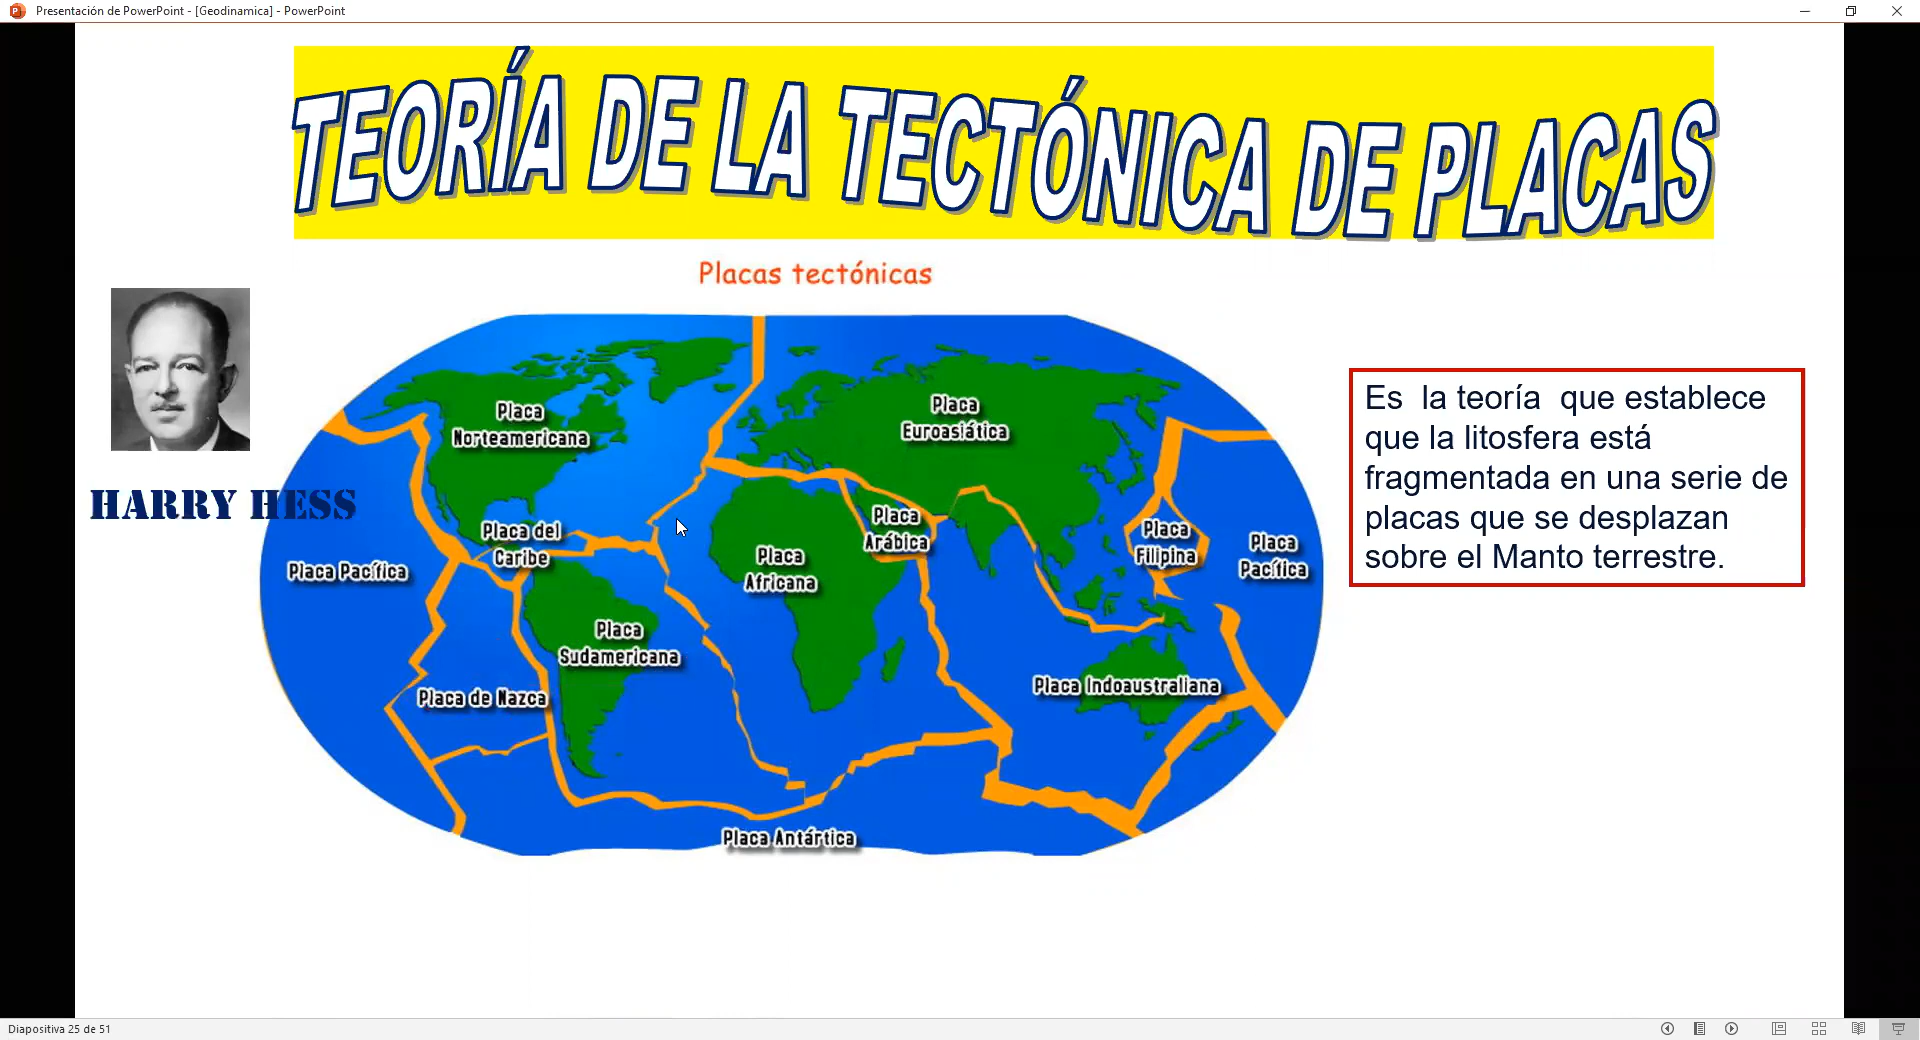 Presentación de PowerPoint - [Geodinamica] - PowerPoint
TEORÍA DE LA TECTÓNICA DE PLACAS
Placas tectónicas
HARRY HESS
Placa
Norteamericana
Placa
Euroasiática
Placa del
Caribe
Placa
Arábica
Placa
Filipina
Placa
Pacífica
Placa Pacífica
Placa
Africana
Placa
Sudamericana
Placa de Nazca
Placa Indoaustraliana
Placa Antártica
Es la teoría que establece
que la litosfera está
fragmentada en una serie de
placas que se desplazan
sobre el Manto terrestre.
Diapositiva 25 de 51